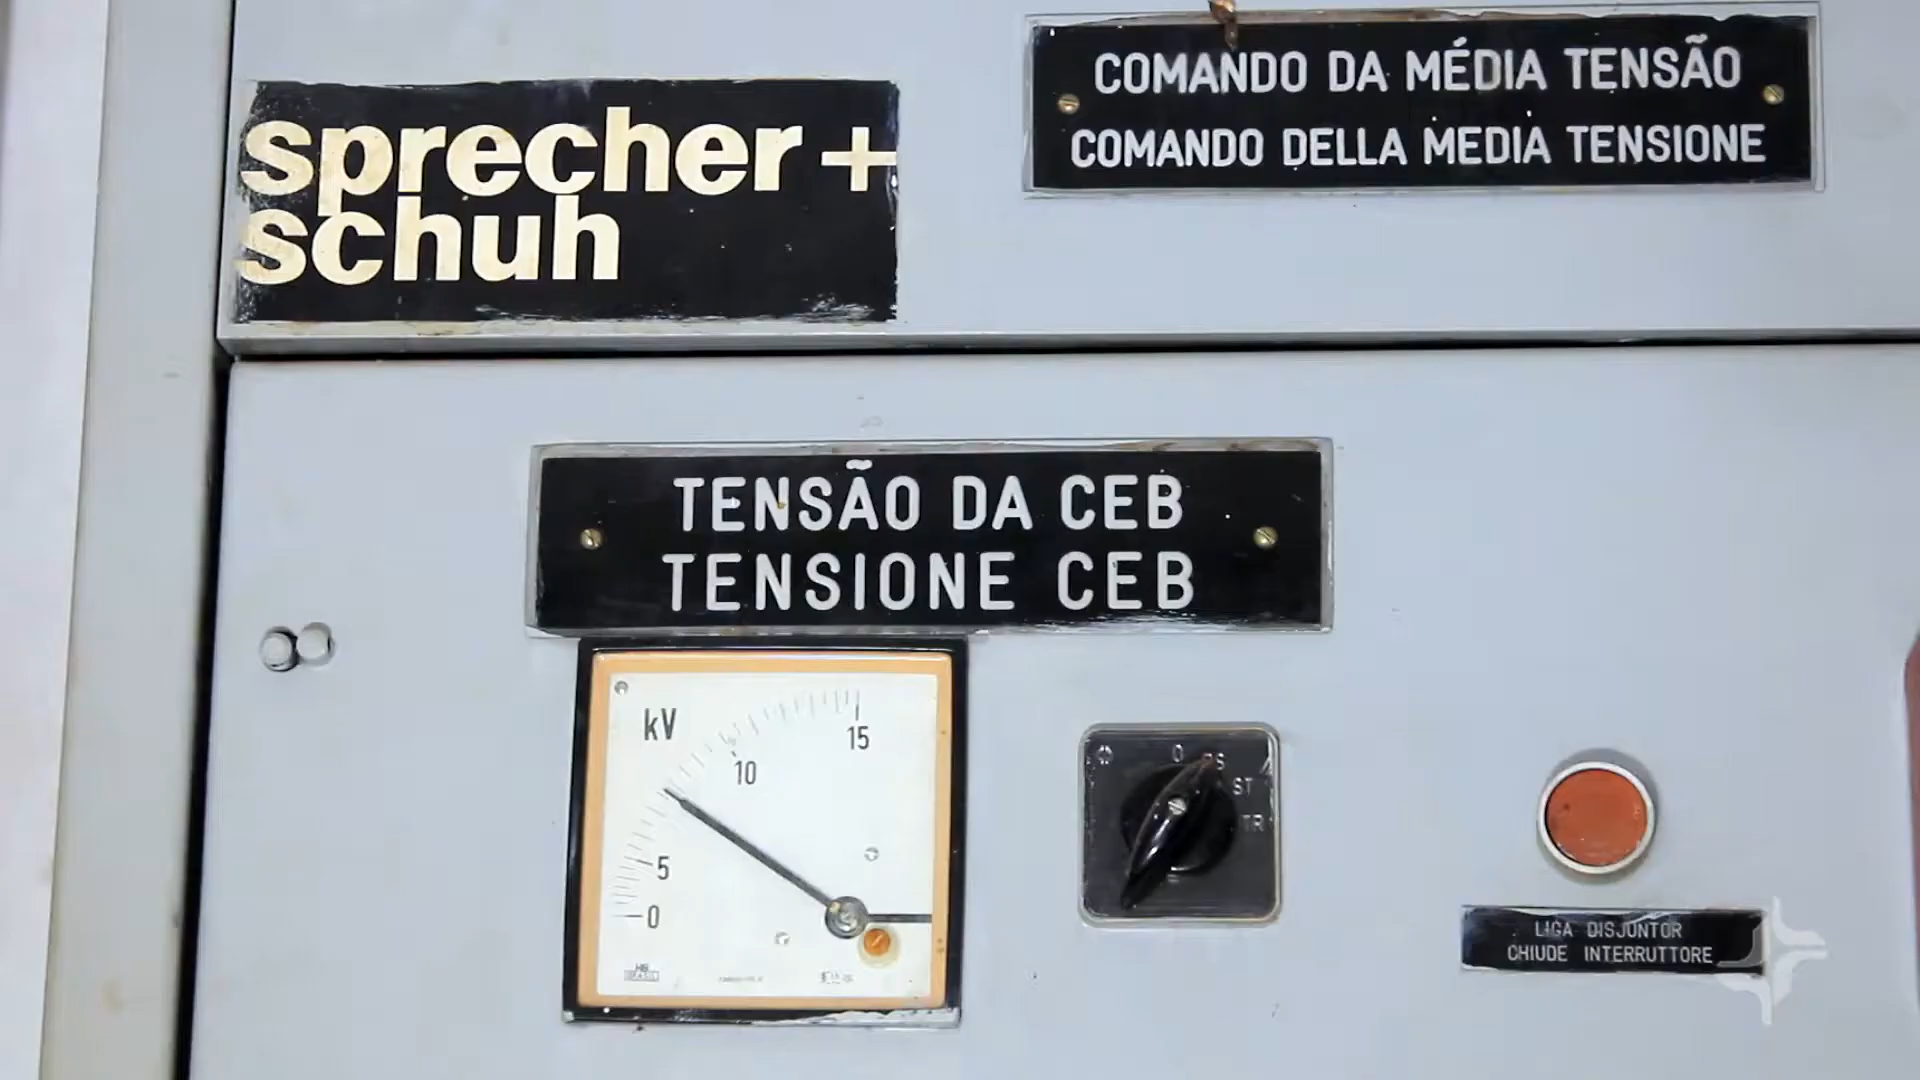 sprecher +
schuh
COMANDO DA MÉDIA TENSÃO
COMANDO DELLA MEDIA TENSIONE
TENSÃO DA CEB
TENSIONE CEB
kV
15
10
5
0
0
RS
ST
TR
LIGA DISJUNTOR
CHIUDE INTERRUTTORE